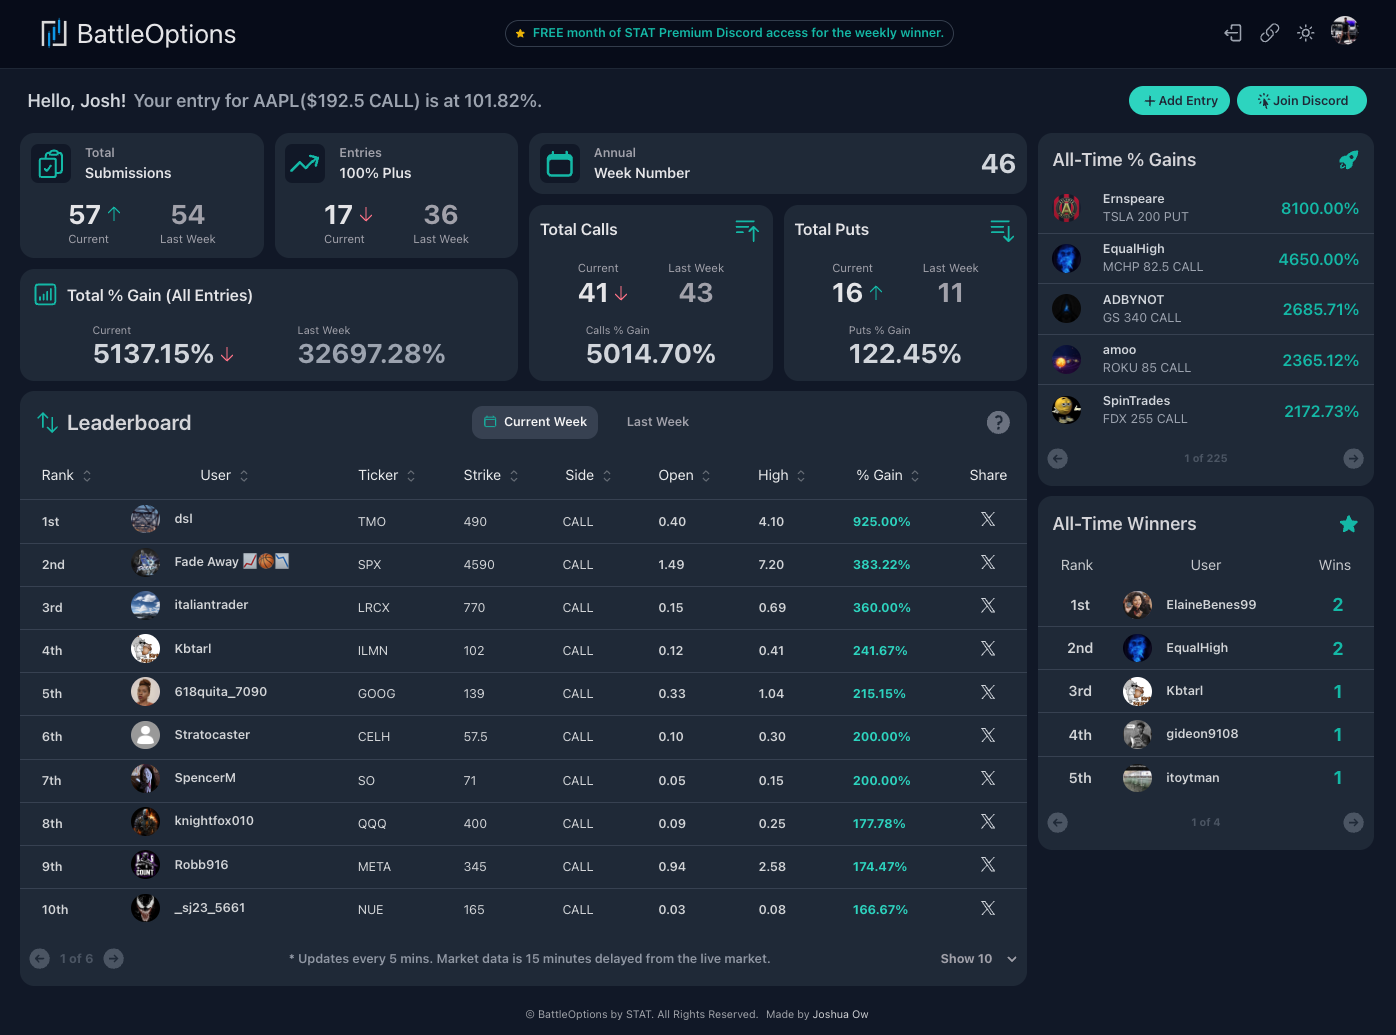 BattleOptions
FREE month of STAT Premium Discord access for the weekly winner.
Hello, Josh! Your entry for AAPL($192.5 CALL) is at 101.82%.
+ Add Entry
Join Discord
Total
Submissions
57 54
Current Last Week
Entries
100% Plus
17 36
Current Last Week
Annual
Week Number
46
Total % Gain (All Entries)
Current Last Week
5137.15% 32697.28%
Total Calls
Current Last Week
41 43
Calls % Gain
5014.70%
Total Puts
Current Last Week
16 11
Puts % Gain
122.45%
All-Time % Gains
Ernspeare
TSLA 200 PUT
8100.00%
EqualHigh
MCHP 82.5 CALL
4650.00%
ADBYNOT
GS 340 CALL
2685.71%
amoo
ROKU 85 CALL
2365.12%
SpinTrades
FDX 255 CALL
2172.73%
1 of 225
Leaderboard
Current Week
Last Week
?
Rank User Ticker Strike Side Open High % Gain Share
1st dsl TMO 490 CALL 0.40 4.10 925.00%
2nd Fade Away 📈🏀📉 SPX 4590 CALL 1.49 7.20 383.22%
3rd italiantrader LRCX 770 CALL 0.15 0.69 360.00%
4th Kbtarl ILMN 102 CALL 0.12 0.41 241.67%
5th 618quita_7090 GOOG 139 CALL 0.33 1.04 215.15%
6th Stratocaster CELH 57.5 CALL 0.10 0.30 200.00%
7th SpencerM SO 71 CALL 0.05 0.15 200.00%
8th knightfox010 QQQ 400 CALL 0.09 0.25 177.78%
9th Robb916 META 345 CALL 0.94 2.58 174.47%
10th _sj23_5661 NUE 165 CALL 0.03 0.08 166.67%
1 of 6
* Updates every 5 mins. Market data is 15 minutes delayed from the live market.
Show 10
All-Time Winners
Rank User Wins
1st ElaineBenes99 2
2nd EqualHigh 2
3rd Kbtarl 1
4th gideon9108 1
5th itoytman 1
1 of 4
© BattleOptions by STAT. All Rights Reserved. Made by Joshua Ow